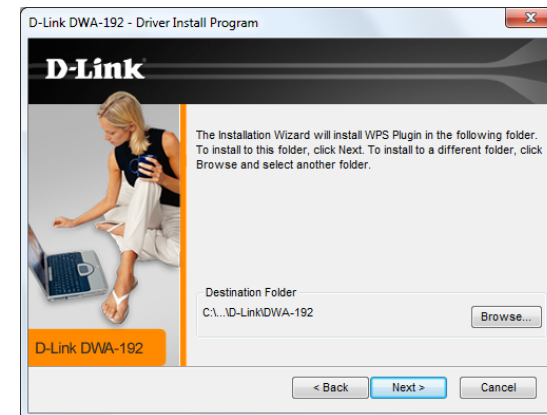 D-Link DWA-192 - Driver Install Program
X
D-Link
The Installation Wizard will install WPS Plugin in the following folder.
To install to this folder, click Next. To install to a different folder, click
Browse and select another folder.
Destination Folder
C:\...\D-Link\DWA-192
Browse...
D-Link DWA-192
< Back
Next >
Cancel